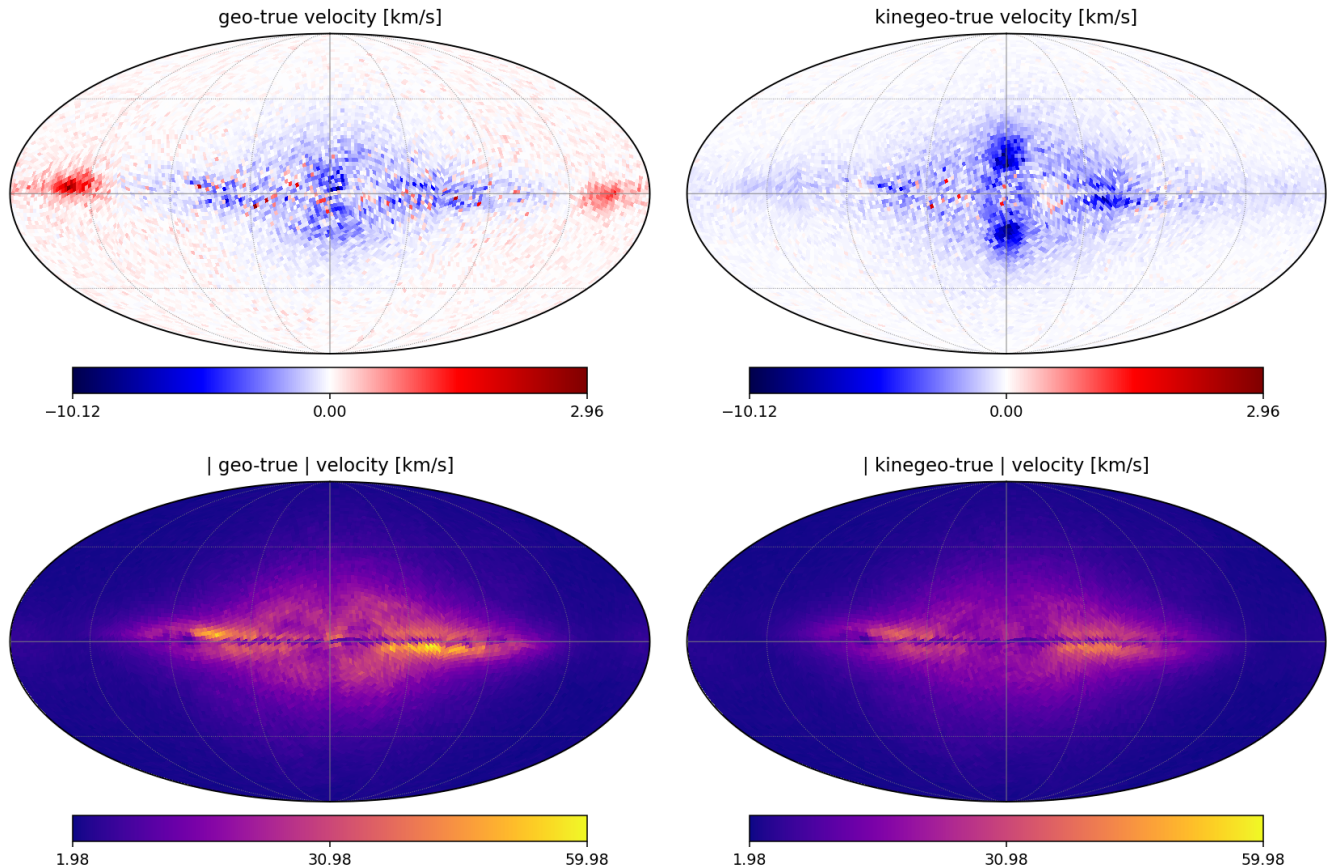 geo-true velocity [km/s]
kinegeo-true velocity [km/s]
−10.12 0.00 2.96
−10.12 0.00 2.96
| geo-true | velocity [km/s]
| kinegeo-true | velocity [km/s]
1.98 30.98 59.98
1.98 30.98 59.98